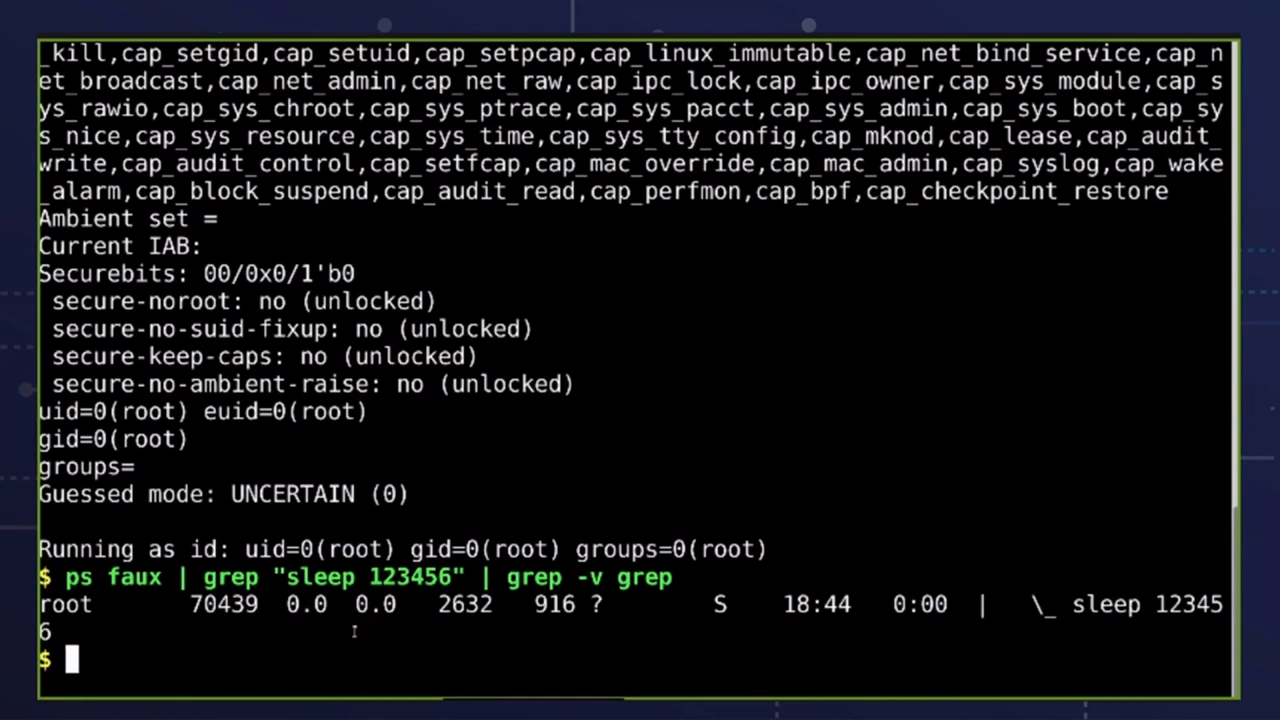 _kill,cap_setgid,cap_setuid,cap_setpcap,cap_linux_immutable,cap_net_bind_service,cap_n
et_broadcast,cap_net_admin,cap_net_raw,cap_ipc_lock,cap_ipc_owner,cap_sys_module,cap_s
ys_rawio,cap_sys_chroot,cap_sys_ptrace,cap_sys_pacct,cap_sys_admin,cap_sys_boot,cap_sy
s_nice,cap_sys_resource,cap_sys_time,cap_sys_tty_config,cap_mknod,cap_lease,cap_audit_
write,cap_audit_control,cap_setfcap,cap_mac_override,cap_mac_admin,cap_syslog,cap_wake
_alarm,cap_block_suspend,cap_audit_read,cap_perfmon,cap_bpf,cap_checkpoint_restore
Ambient set =
Current IAB:
Securebits: 00/0x0/1'b0
 secure-noroot: no (unlocked)
 secure-no-suid-fixup: no (unlocked)
 secure-keep-caps: no (unlocked)
 secure-no-ambient-raise: no (unlocked)
uid=0(root) euid=0(root)
gid=0(root)
groups=
Guessed mode: UNCERTAIN (0)
Running as id: uid=0(root) gid=0(root) groups=0(root)
$ ps faux | grep "sleep 123456" | grep -v grep
root       70439  0.0  0.0   2632   916 ?        S    18:44   0:00  |   \_ sleep 12345
6
$